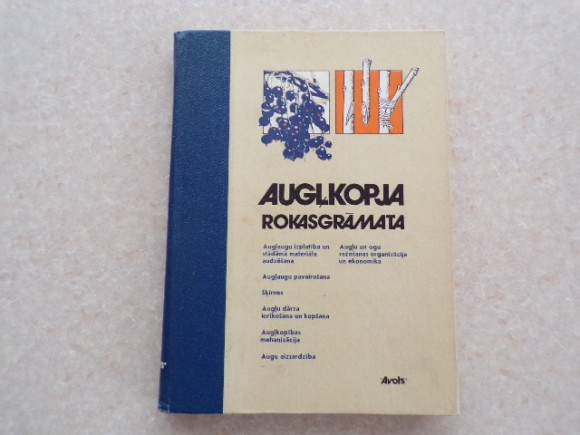 AUGĻKOPJA
ROKASGRĀMATA
Augļaugu izplatība un
stādāmā materiāla
audzēšana
Augļaugu pavairošana
Šķirnes
Augļu dārza
ierīkošana un kopšana
Augļkopības
mehanizācija
Augu aizsardzība
Augļu un ogu
ražošanas organizācija
un ekonomika
"Avots"